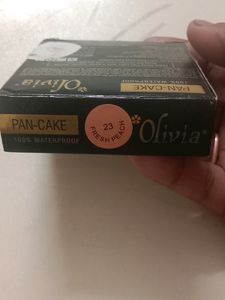 Olivia
PAN-CAKE
100% WATERPROOF
PAN-CAKE
100% WATERPROOF
23
FRESH PEACH
Olivia